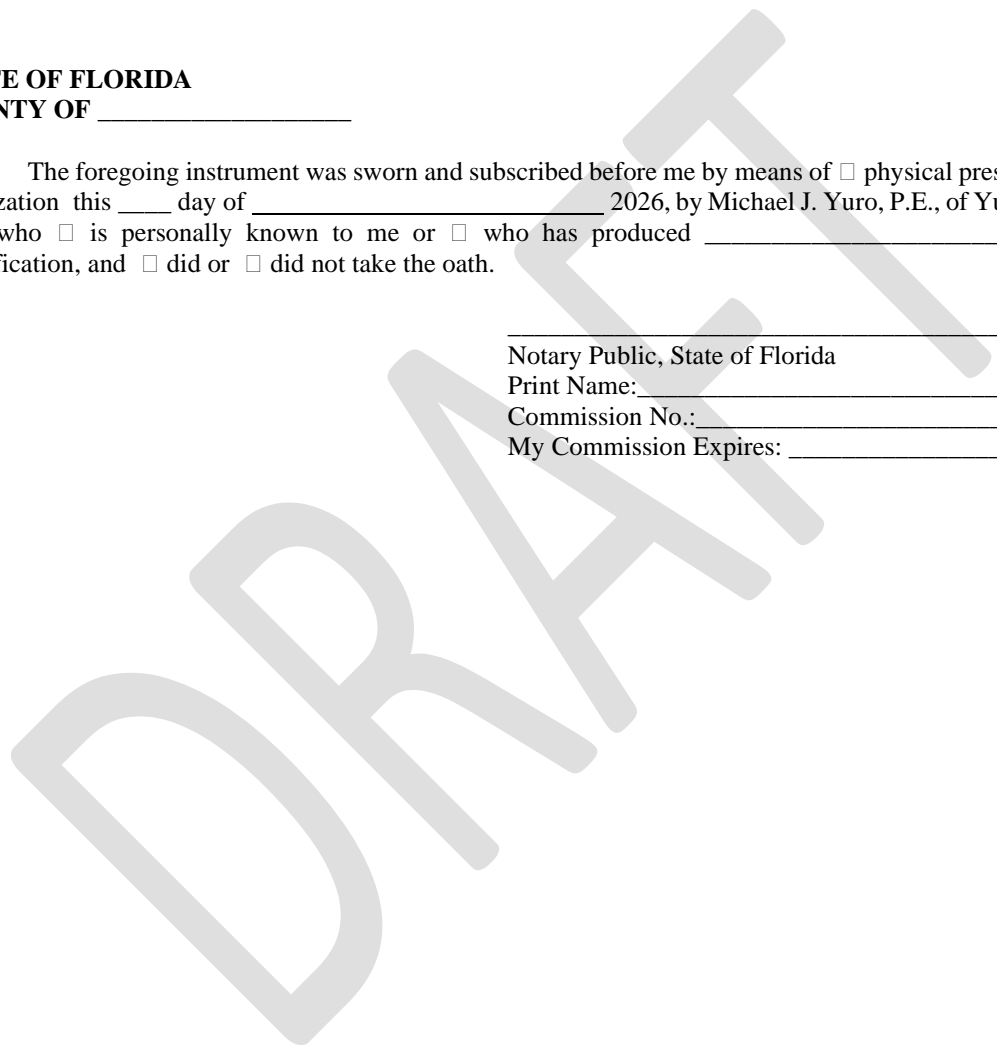 TE OF FLORIDA
NTY OF ___________________
The foregoing instrument was sworn and subscribed before me by means of ☐ physical pres
zation this ____ day of __________________________ 2026, by Michael J. Yuro, P.E., of Yu
who ☐ is personally known to me or ☐ who has produced ______________________
fication, and ☐ did or ☐ did not take the oath.
____________________________________
Notary Public, State of Florida
Print Name:___________________________
Commission No.:_______________________
My Commission Expires: ________________
DRAFT